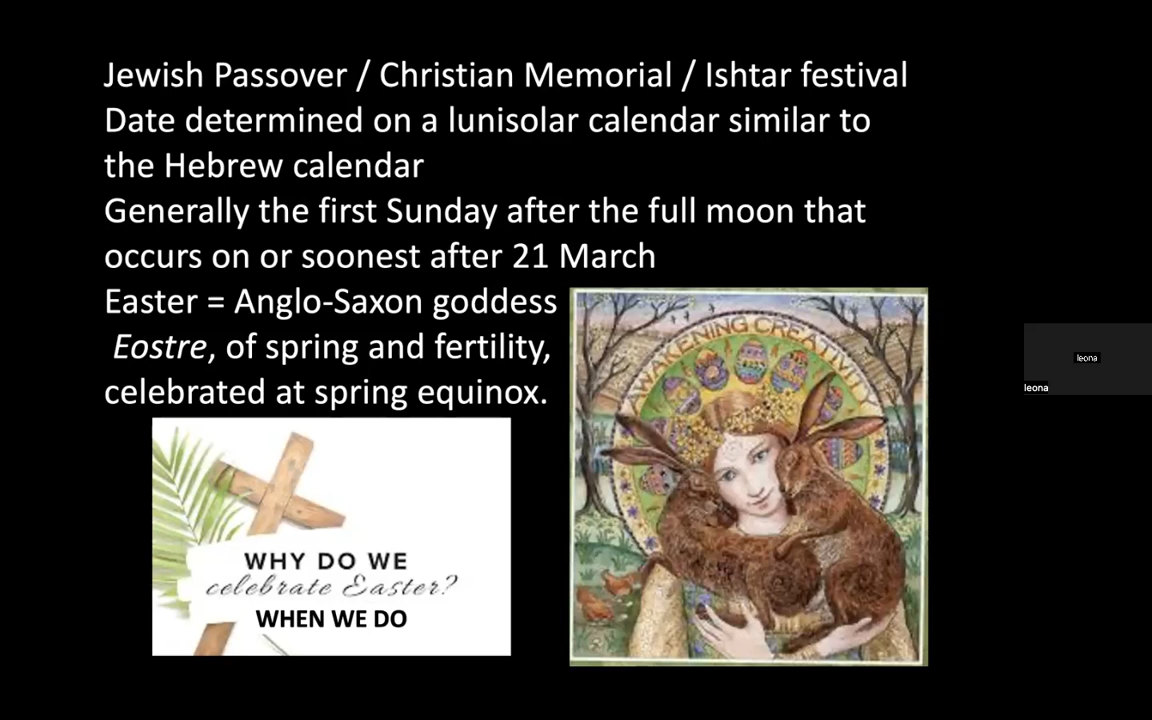 Jewish Passover / Christian Memorial / Ishtar festival
Date determined on a lunisolar calendar similar to
the Hebrew calendar
Generally the first Sunday after the full moon that
occurs on or soonest after 21 March
Easter = Anglo-Saxon goddess
Eostre, of spring and fertility,
celebrated at spring equinox.
WHY DO WE
celebrate Easter?
WHEN WE DO
AWAKENING CREATIVITY
leona
leona